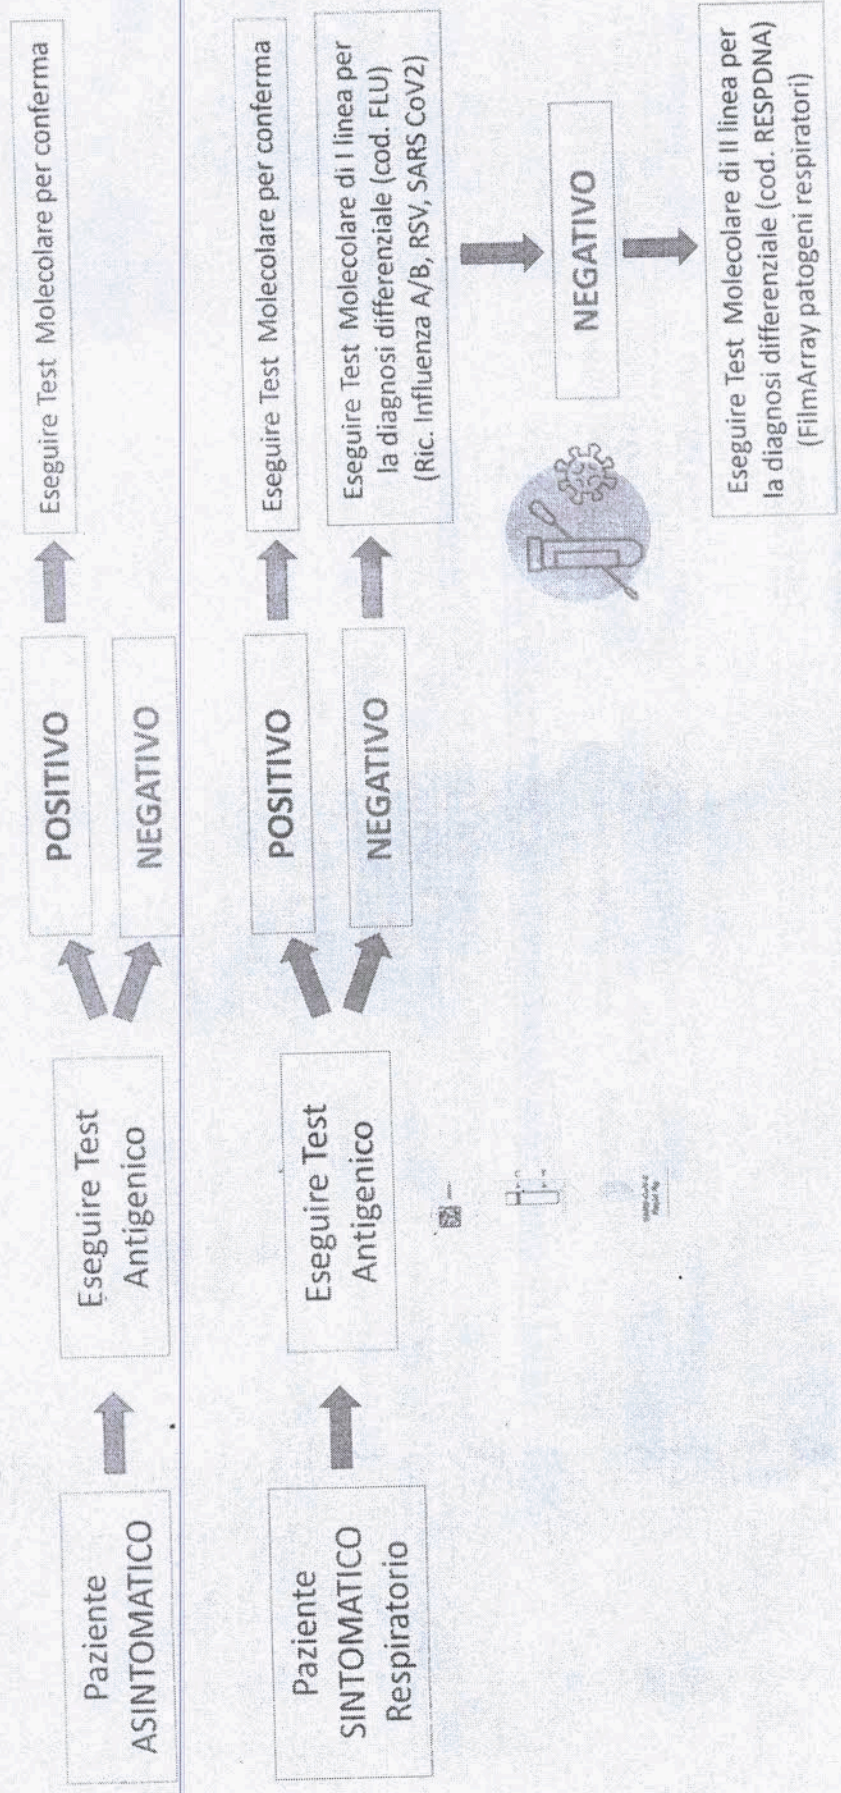 Paziente
ASINTOMATICO
Eseguire Test
Antigenico
POSITIVO
Eseguire Test Molecolare per conferma
NEGATIVO
Paziente
SINTOMATICO
Respiratorio
Eseguire Test
Antigenico
POSITIVO
Eseguire Test Molecolare per conferma
NEGATIVO
Eseguire Test Molecolare di I linea per
la diagnosi differenziale (cod. FLU)
(Ric. Influenza A/B, RSV, SARS CoV2)
NEGATIVO
Eseguire Test Molecolare di II linea per
la diagnosi differenziale (cod. RESPDNA)
(FilmArray patogeni respiratori)